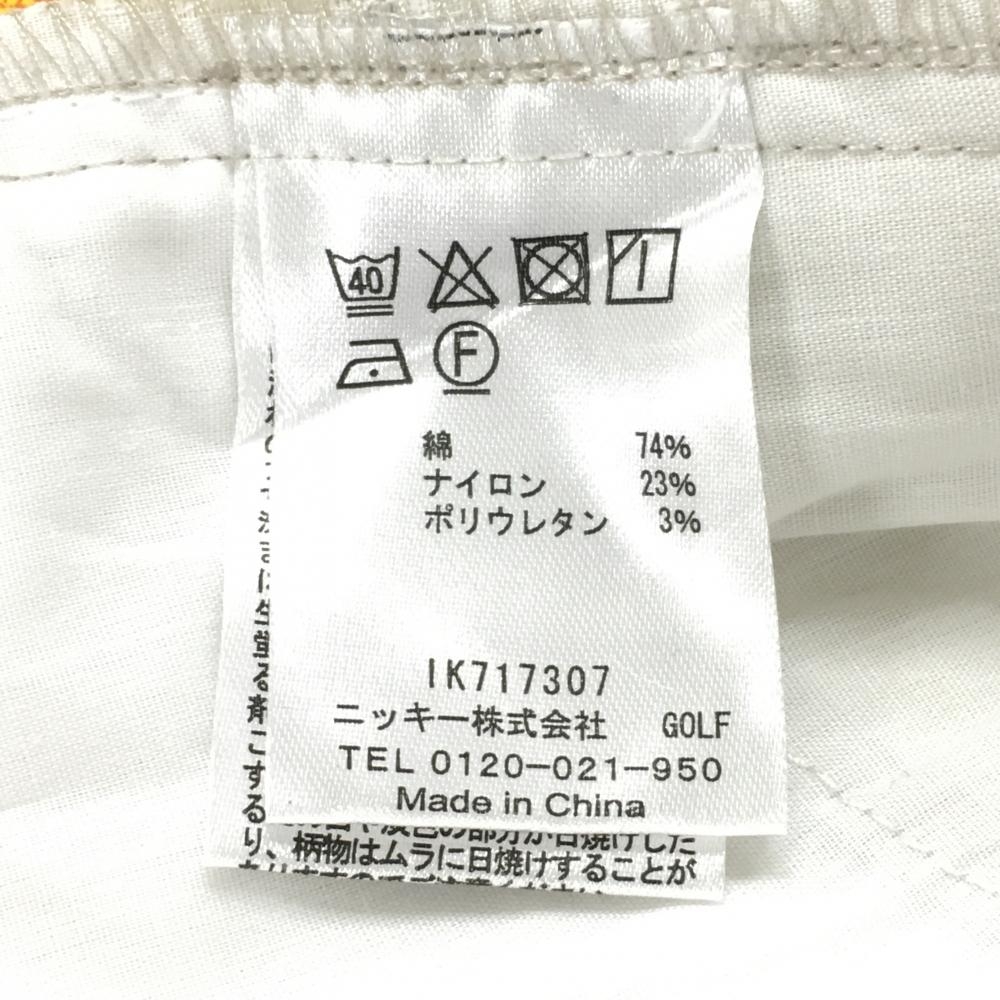 40
F
綿 74%
ナイロン 23%
ポリウレタン 3%
IK717307
ニッキー株式会社 GOLF
TEL 0120-021-950
Made in China
柄物はムラに日焼けすることが